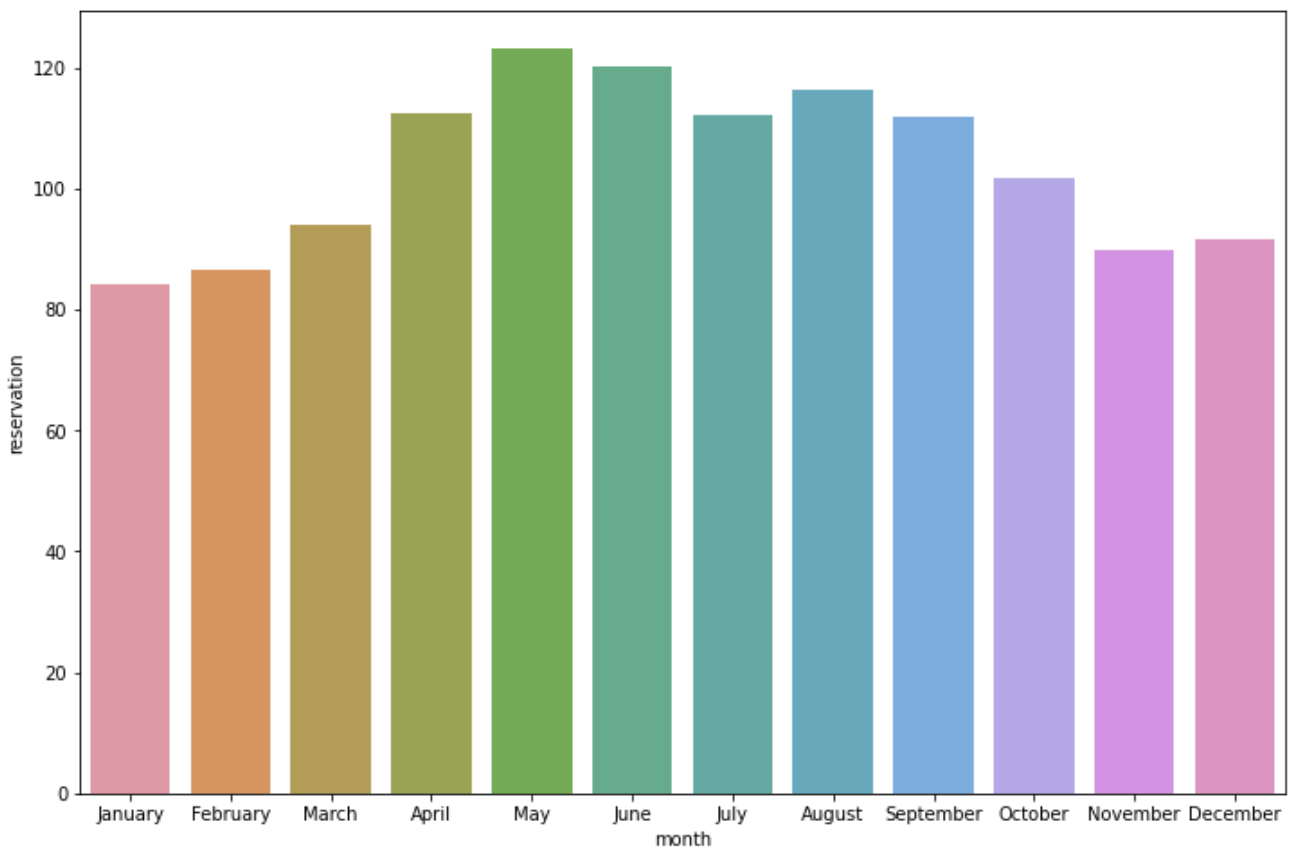 120
100
80
60
40
20
0
reservation
January February March April May June July August September October November December
month